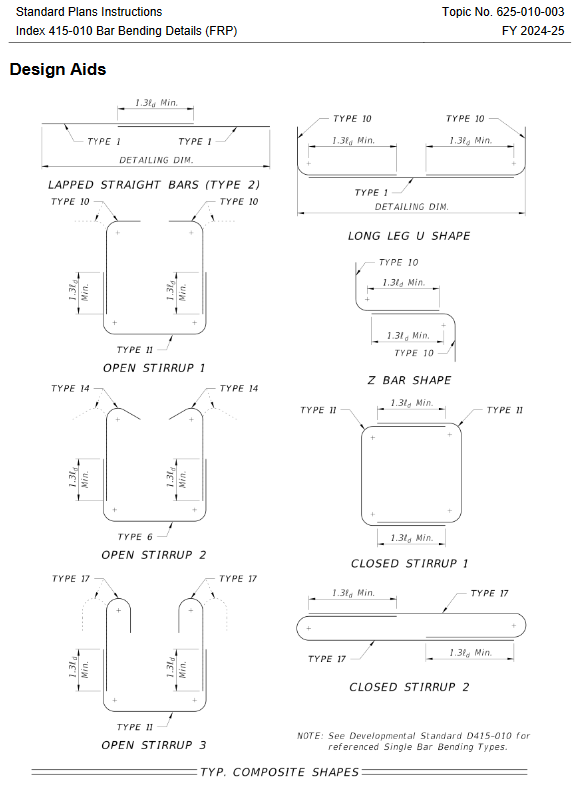 Standard Plans Instructions
Topic No. 625-010-003
Index 415-010 Bar Bending Details (FRP)
FY 2024-25
Design Aids
1.3ℓd Min.
TYPE 1
TYPE 1
DETAILING DIM.
LAPPED STRAIGHT BARS (TYPE 2)
TYPE 10
TYPE 10
1.3ℓd Min.
1.3ℓd Min.
TYPE 1
DETAILING DIM.
LONG LEG U SHAPE
TYPE 10
TYPE 10
1.3ℓd
Min.
1.3ℓd
Min.
TYPE 11
OPEN STIRRUP 1
TYPE 10
1.3ℓd Min.
1.3ℓd Min.
TYPE 10
Z BAR SHAPE
TYPE 14
TYPE 14
1.3ℓd
Min.
1.3ℓd
Min.
TYPE 6
OPEN STIRRUP 2
1.3ℓd Min.
TYPE 11
TYPE 11
1.3ℓd Min.
CLOSED STIRRUP 1
TYPE 17
TYPE 17
1.3ℓd
Min.
1.3ℓd
Min.
TYPE 11
OPEN STIRRUP 3
1.3ℓd Min.
TYPE 17
TYPE 17
1.3ℓd Min.
CLOSED STIRRUP 2
NOTE: See Developmental Standard D415-010 for
referenced Single Bar Bending Types.
TYP. COMPOSITE SHAPES